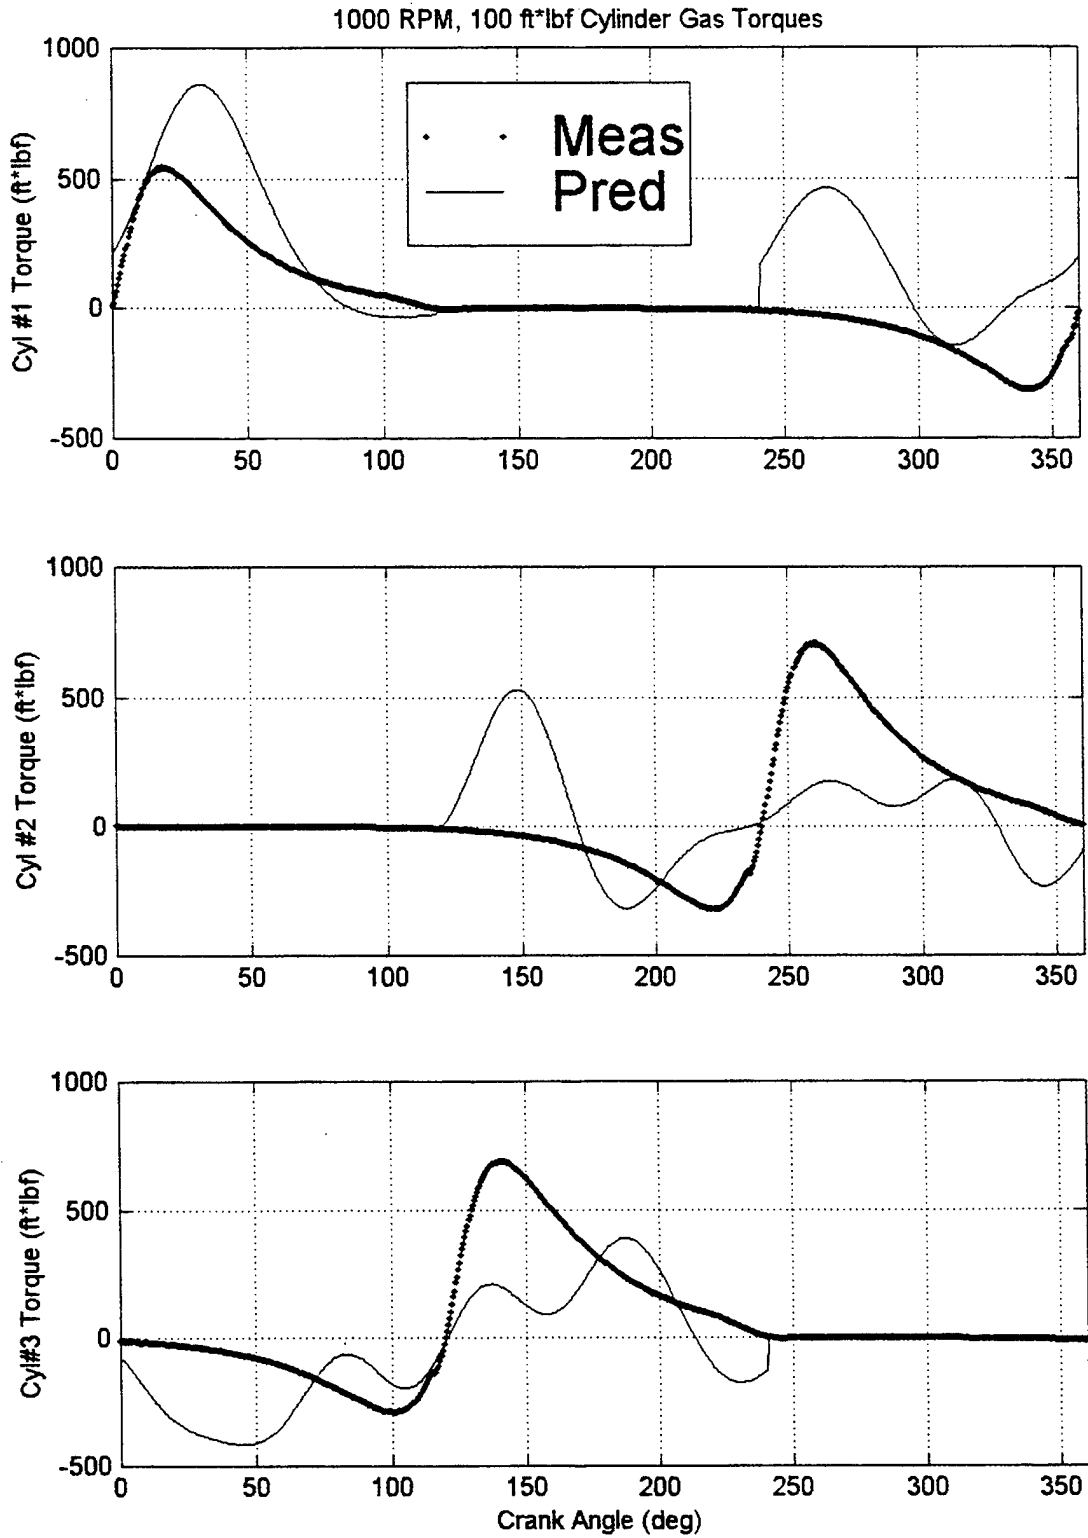 1000 RPM, 100 ft*lbf Cylinder Gas Torques
Cyl #1 Torque (ft*lbf)
1000
500
0
-500
Meas
Pred
0 50 100 150 200 250 300 350
Cyl #2 Torque (ft*lbf)
1000
500
0
-500
0 50 100 150 200 250 300 350
Cyl#3 Torque (ft*lbf)
1000
500
0
-500
0 50 100 150 200 250 300 350
Crank Angle (deg)